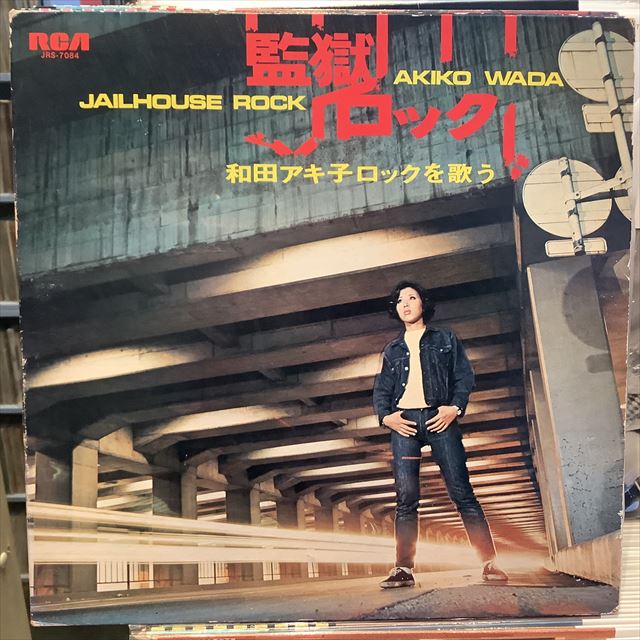 RCA
JRS-7084
監獄
ロック
AKIKO WADA
JAILHOUSE ROCK
和田アキ子ロックを歌う